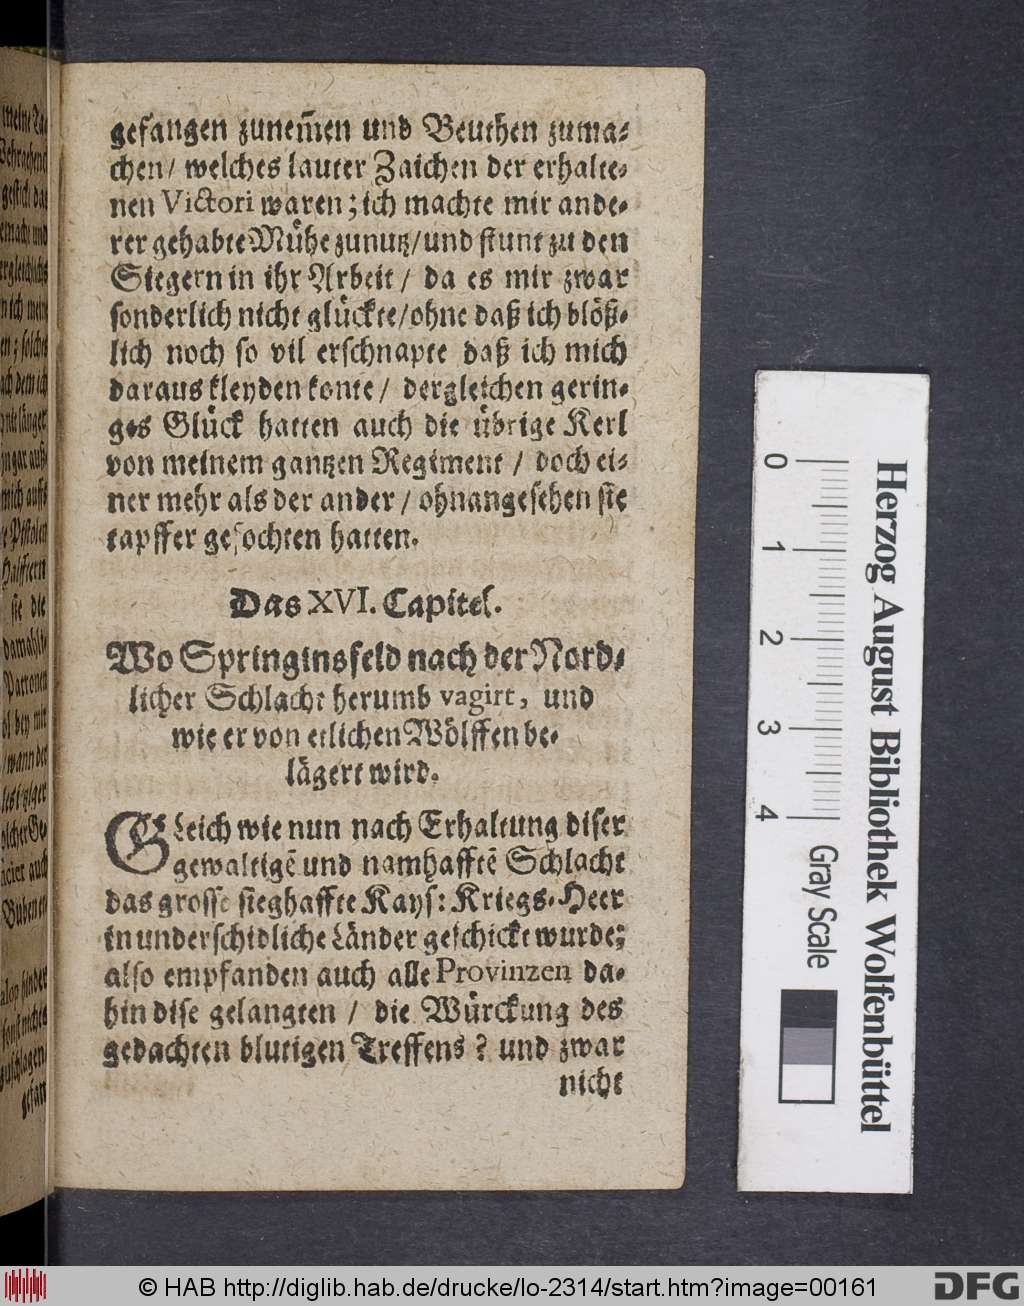 gefangen zunem̃en und Beuthen zuma⸗
chen / welches lauter Zaichen der erhalte⸗
nen Victori waren; ich machte mir ande⸗
rer gehabte Mühe zunutz / und stunt zu den
Siegern in ihr Arbeit / da es mir zwar
sonderlich nicht glückte / ohne daß ich blöß⸗
lich noch so vil erschnapte daß ich mich
daraus kleyden konte / dergleichen gerin⸗
ges Glück hatten auch die übrige Kerl
von meinem gantzen Regiment / doch ei⸗
ner mehr als der ander / ohnangesehen sie
tapffer gefochten hatten.
Das XVI. Capitel.
Wo Springinsfeld nach der Nord⸗
licher Schlacht herumb vagirt, und
wie er von etlichen Wölffen be⸗
lägert wird.
GLeich wie nun nach Erhaltung diser
gewaltigẽ und namhafftẽ Schlacht
das grosse sieghaffte Kays: Kriegs⸗Heer
in underschidliche Länder geschickt wurde;
also empfanden auch alle Provinzen da⸗
hin dise gelangten / die Würckung des
gedachten blutigen Treffens ? und zwar
nicht
Herzog August Bibliothek Wolfenbüttel
0 1 2 3 4
Gray Scale
© HAB http://diglib.hab.de/drucke/lo-2314/start.htm?image=00161
DFG